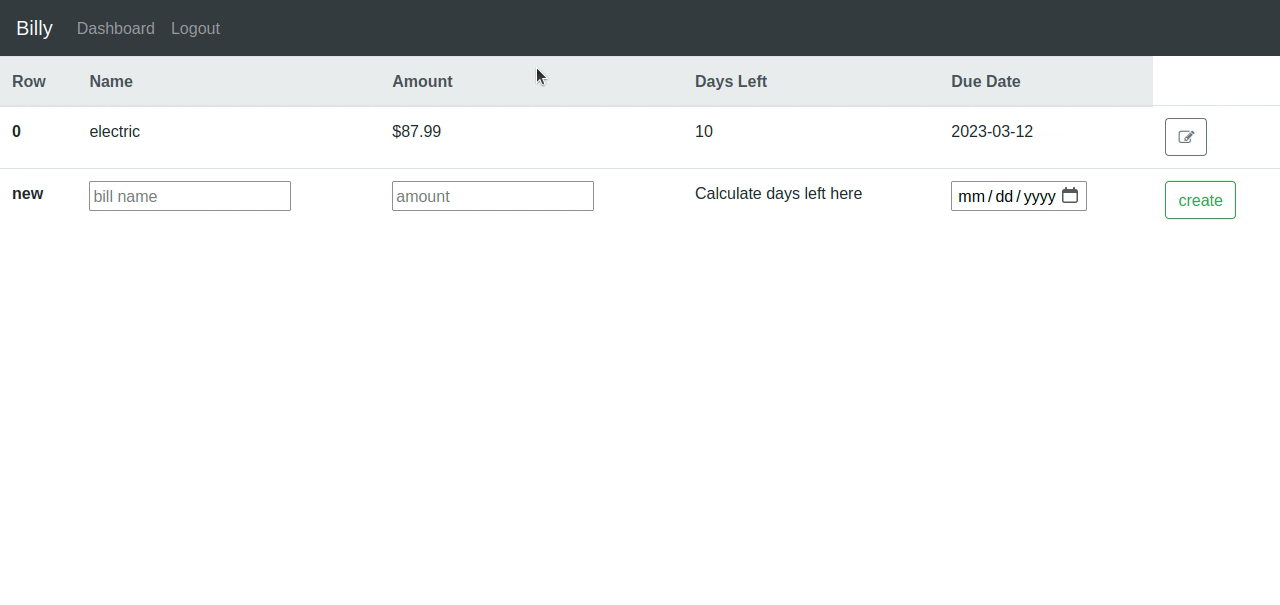 Billy Dashboard Logout
Row Name Amount Days Left Due Date
0 electric $87.99 10 2023-03-12
new bill name amount Calculate days left here mm/dd/yyyy create